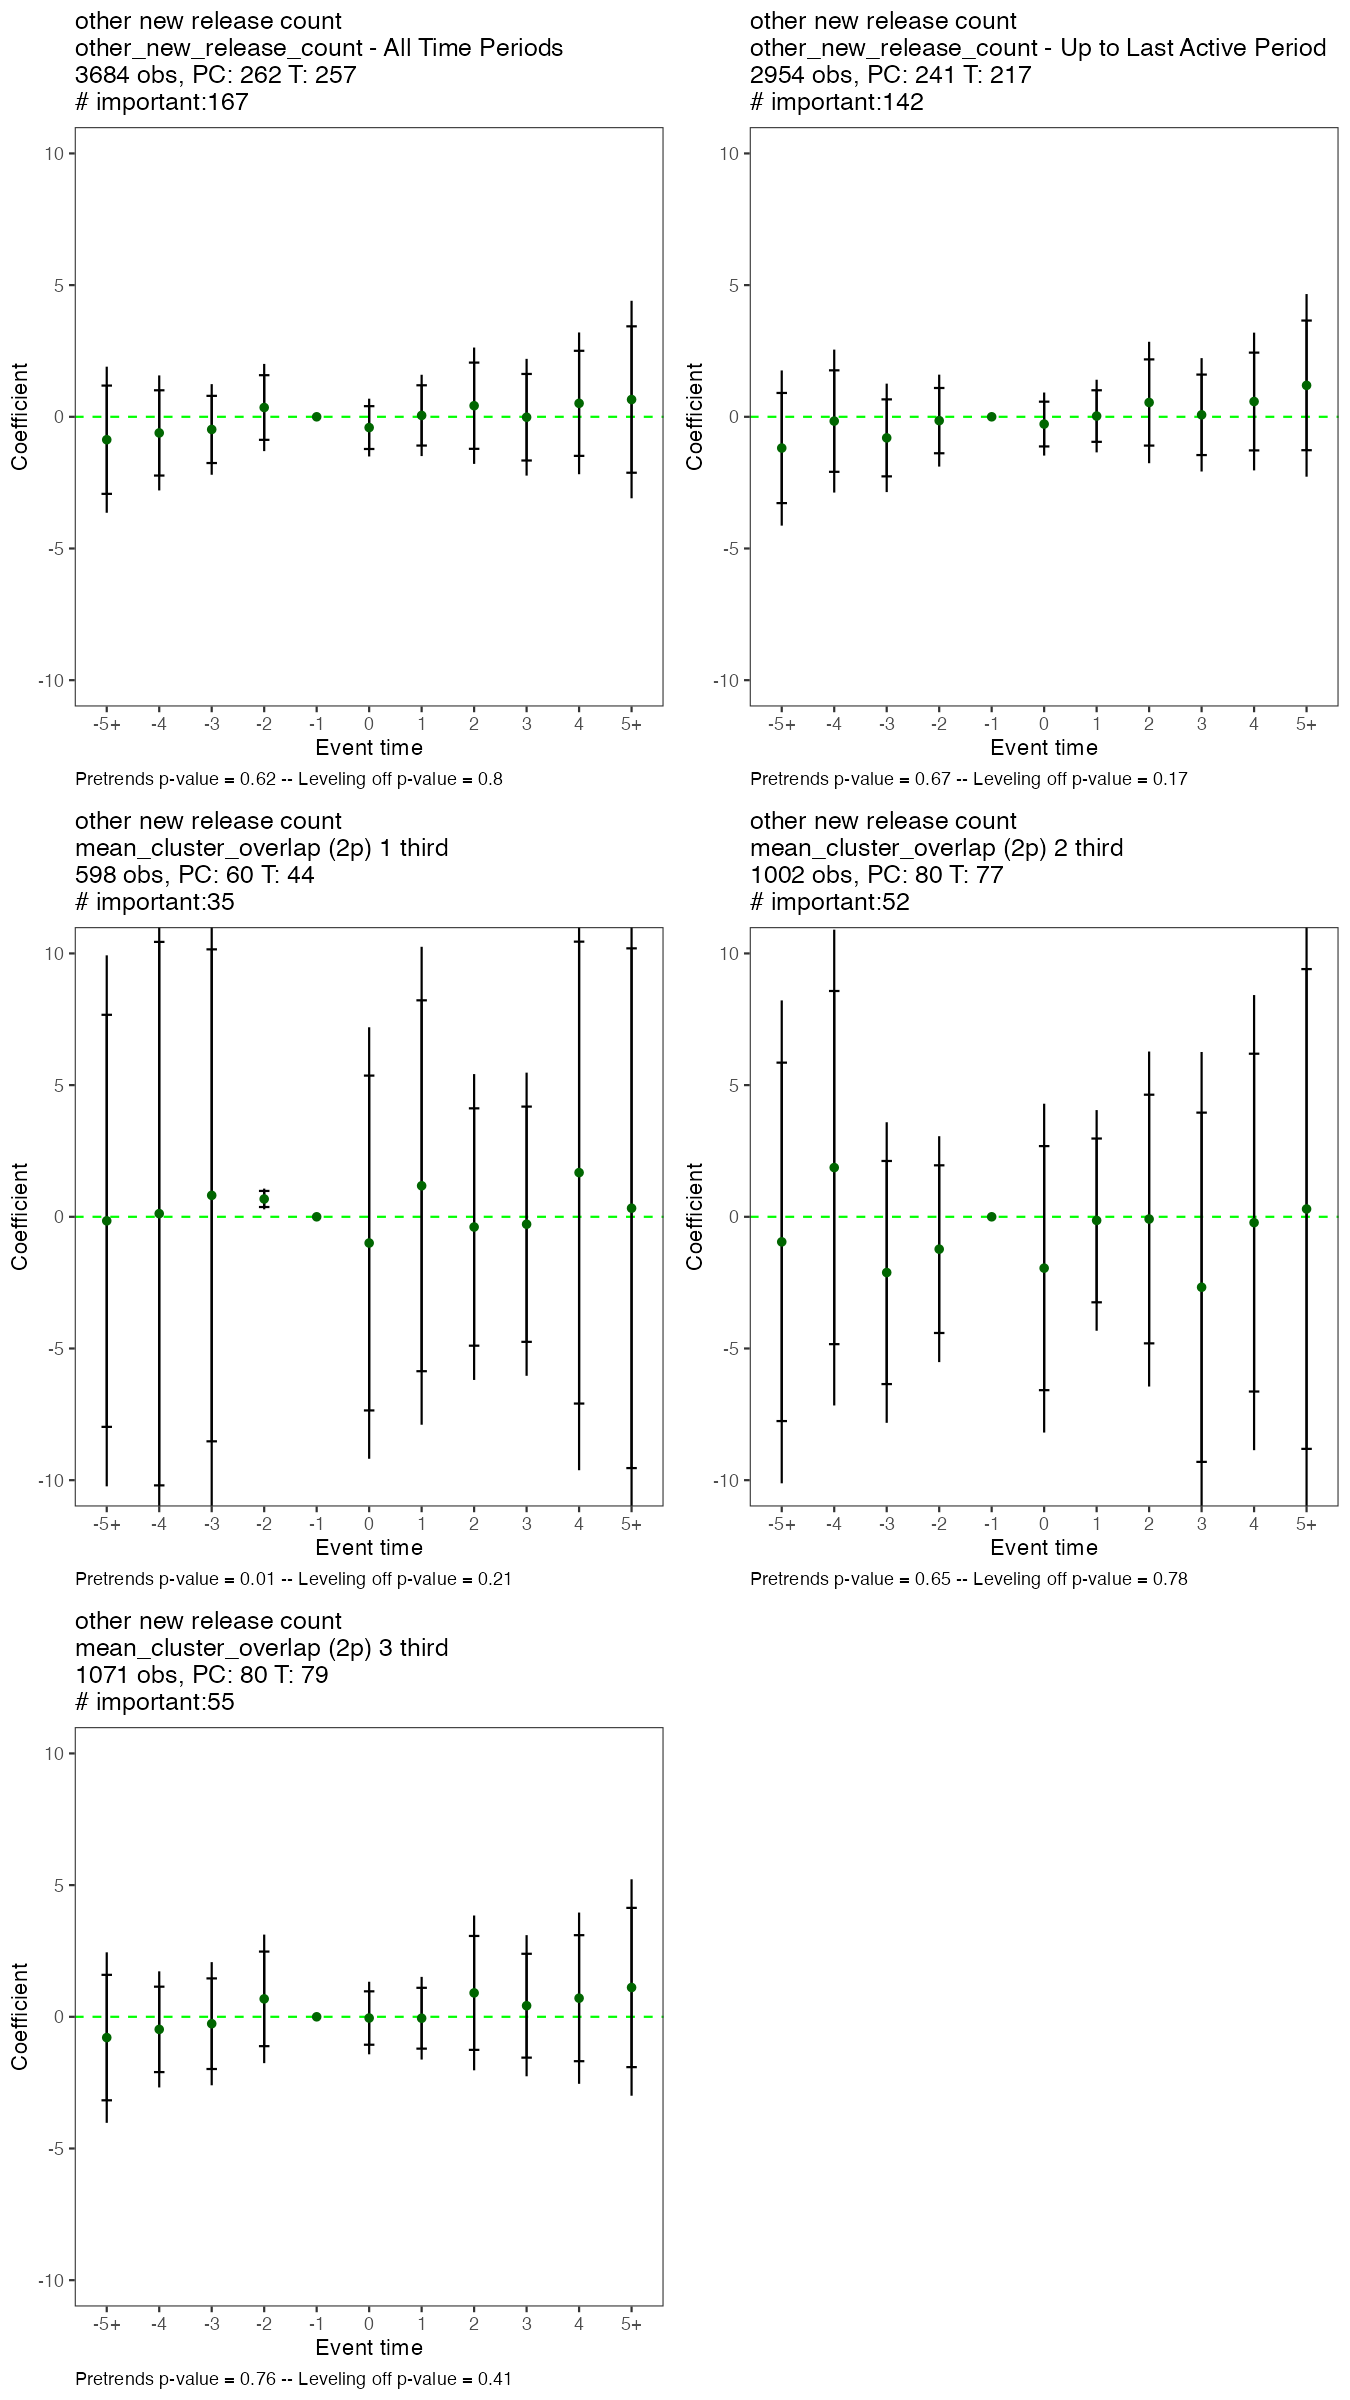 other new release count
other_new_release_count - All Time Periods
3684 obs, PC: 262 T: 257
# important:167
10
5
0
-5
-10
Coefficient
-5+ -4 -3 -2 -1 0 1 2 3 4 5+
Event time
Pretrends p-value = 0.62 -- Leveling off p-value = 0.8
other new release count
other_new_release_count - Up to Last Active Period
2954 obs, PC: 241 T: 217
# important:142
10
5
0
-5
-10
Coefficient
-5+ -4 -3 -2 -1 0 1 2 3 4 5+
Event time
Pretrends p-value = 0.67 -- Leveling off p-value = 0.17
other new release count
mean_cluster_overlap (2p) 1 third
598 obs, PC: 60 T: 44
# important:35
10
5
0
-5
-10
Coefficient
-5+ -4 -3 -2 -1 0 1 2 3 4 5+
Event time
Pretrends p-value = 0.01 -- Leveling off p-value = 0.21
other new release count
mean_cluster_overlap (2p) 2 third
1002 obs, PC: 80 T: 77
# important:52
10
5
0
-5
-10
Coefficient
-5+ -4 -3 -2 -1 0 1 2 3 4 5+
Event time
Pretrends p-value = 0.65 -- Leveling off p-value = 0.78
other new release count
mean_cluster_overlap (2p) 3 third
1071 obs, PC: 80 T: 79
# important:55
10
5
0
-5
-10
Coefficient
-5+ -4 -3 -2 -1 0 1 2 3 4 5+
Event time
Pretrends p-value = 0.76 -- Leveling off p-value = 0.41